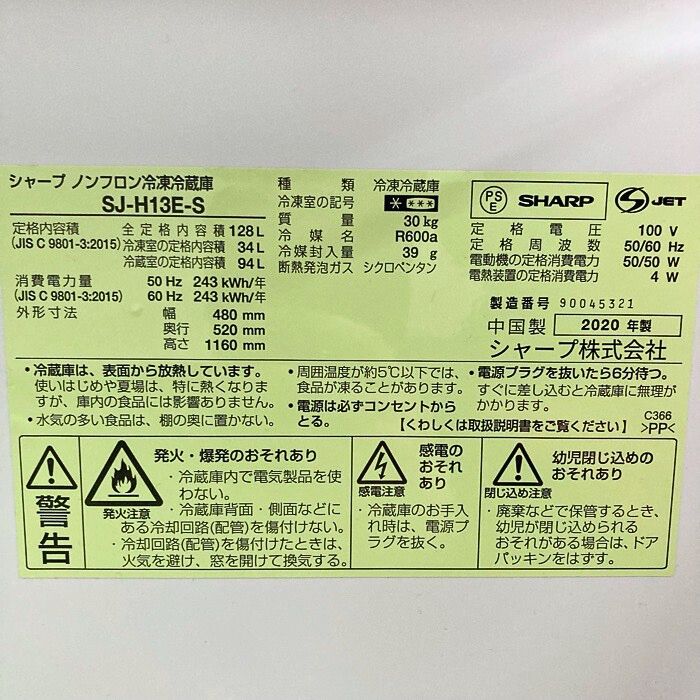 シャープ ノンフロン冷凍冷蔵庫
SJ-H13E-S
定格内容積 全定格内容積 128 L
(JIS C 9801-3:2015) 冷凍室の定格内容積 34 L
冷蔵室の定格内容積 94 L
消費電力量 50 Hz 243 kWh/年
(JIS C 9801-3:2015) 60 Hz 243 kWh/年
外形寸法 幅 480 mm
奥行 520 mm
高さ 1160 mm
種類 冷凍冷蔵庫
冷凍室の記号 ****
質量 30 kg
冷媒名 R600a
冷媒封入量 39 g
断熱発泡ガス シクロペンタン
PSE SHARP S JET
定格電圧 100 V
定格周波数 50/60 Hz
電動機の定格消費電力 50/50 W
電熱装置の定格消費電力 4 W
製造番号 90045321
中国製 2020 年製
シャープ株式会社
・冷蔵庫は、表面から放熱しています。
使いはじめや夏場は、特に熱くなりま
すが、庫内の食品には影響ありません。
・水気の多い食品は、棚の奥に置かない。
・周囲温度が約5℃以下では、
食品が凍ることがあります。
・電源は必ずコンセントから
とる。
・電源プラグを抜いたら6分待つ。
すぐに差し込むと冷蔵庫に無理が
かかります。
【くわしくは取扱説明書をご覧ください】
C366
>PP<
警告
発火・爆発のおそれあり
発火注意
・冷蔵庫内で電気製品を使
わない。
・冷蔵庫背面・側面などに
ある冷却回路(配管)を傷付けない。
・冷却回路(配管)を傷付けたときは、
火気を避け、窓を開けて換気する。
感電の
おそれ
あり
感電注意
・冷蔵庫のお手入
れ時は、電源プ
ラグを抜く。
幼児閉じ込めの
おそれあり
閉じ込め注意
・廃棄などで保管するとき、
幼児が閉じ込められる
おそれがある場合は、ドア
パッキンをはずす。